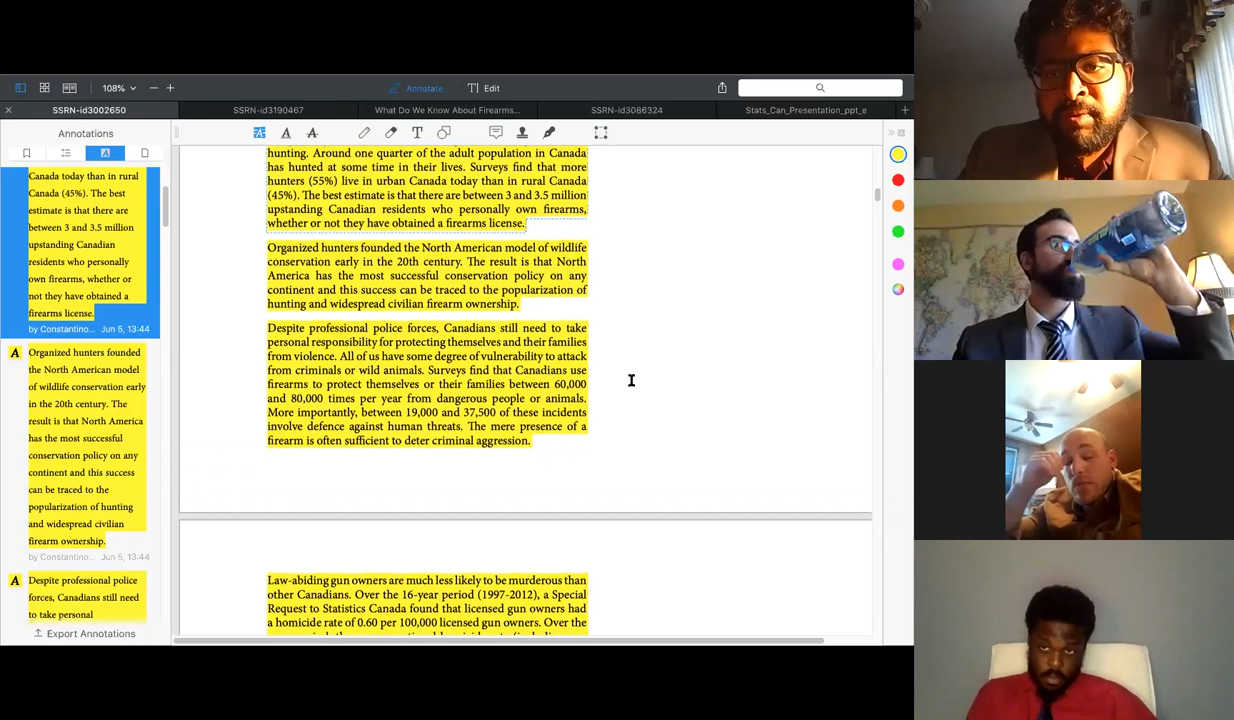 108%
Annotate
Edit
SSRN-id3002650
SSRN-id3190467
What Do We Know About Firearms...
SSRN-id3086324
Stats_Can_Presentation_ppt_e
Annotations
Canada today than in rural
Canada (45%). The best
estimate is that there are
between 3 and 3.5 million
upstanding Canadian
residents who personally
own firearms, whether or
not they have obtained a
firearms license.
by Constantino... Jun 5, 13:44
A
Organized hunters founded
the North American model
of wildlife conservation early
in the 20th century. The
result is that North America
has the most successful
conservation policy on any
continent and this success
can be traced to the
popularization of hunting
and widespread civilian
firearm ownership.
by Constantino... Jun 5, 13:44
A
Despite professional police
forces, Canadians still need
to take personal
Export Annotations
hunting. Around one quarter of the adult population in Canada
has hunted at some time in their lives. Surveys find that more
hunters (55%) live in urban Canada today than in rural Canada
(45%). The best estimate is that there are between 3 and 3.5 million
upstanding Canadian residents who personally own firearms,
whether or not they have obtained a firearms license.
Organized hunters founded the North American model of wildlife
conservation early in the 20th century. The result is that North
America has the most successful conservation policy on any
continent and this success can be traced to the popularization of
hunting and widespread civilian firearm ownership.
Despite professional police forces, Canadians still need to take
personal responsibility for protecting themselves and their families
from violence. All of us have some degree of vulnerability to attack
from criminals or wild animals. Surveys find that Canadians use
firearms to protect themselves or their families between 60,000
and 80,000 times per year from dangerous people or animals.
More importantly, between 19,000 and 37,500 of these incidents
involve defence against human threats. The mere presence of a
firearm is often sufficient to deter criminal aggression.
Law-abiding gun owners are much less likely to be murderous than
other Canadians. Over the 16-year period (1997-2012), a Special
Request to Statistics Canada found that licensed gun owners had
a homicide rate of 0.60 per 100,000 licensed gun owners. Over the